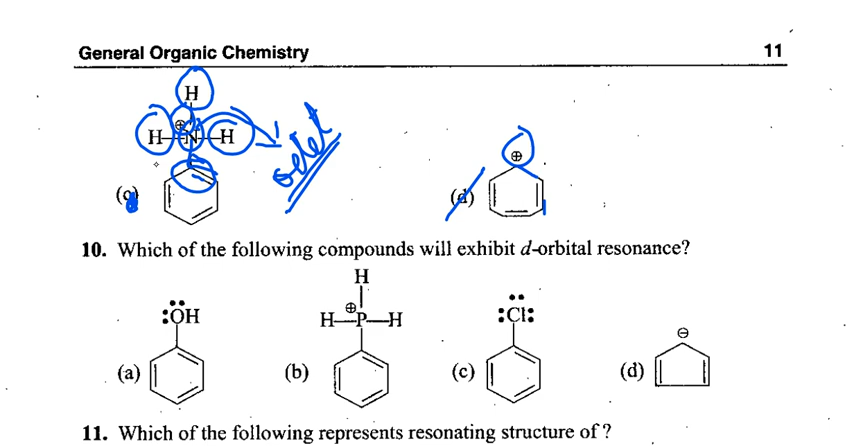 General Organic Chemistry 11
H
⊕
H—N—H
⊕
(c) (d)
10. Which of the following compounds will exhibit d-orbital resonance?
H
:ÖH H—P—H :Cl: ⊖
⊕
(a) (b) (c) (d)
11. Which of the following represents resonating structure of ?